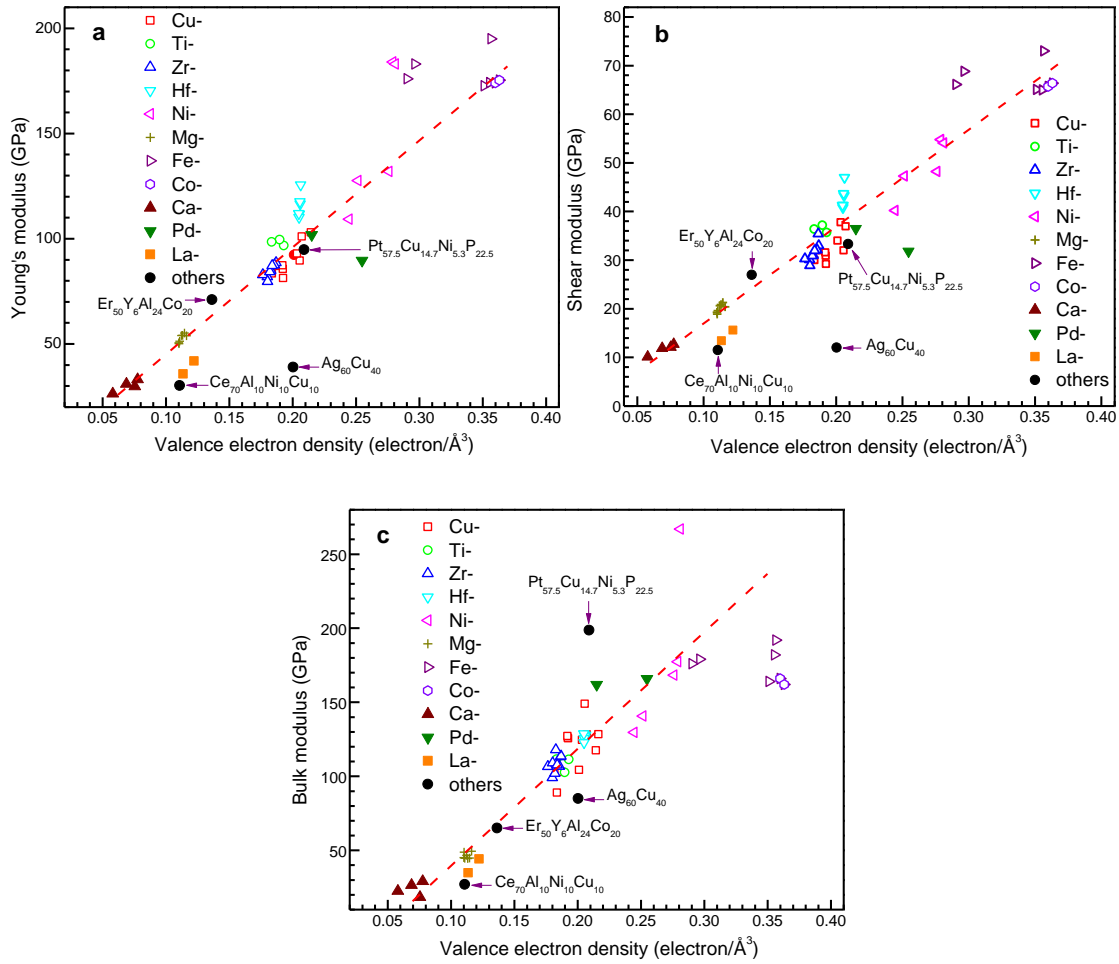 a
Cu-
Ti-
Zr-
Hf-
Ni-
Mg-
Fe-
Co-
Ca-
Pd-
La-
others
200
150
100
50
Young's modulus (GPa)
Pt57.5Cu14.7Ni5.3P22.5
Er50Y6Al24Co20
Ag60Cu40
Ce70Al10Ni10Cu10
0.05 0.10 0.15 0.20 0.25 0.30 0.35 0.40
Valence electron density (electron/Å3)
b
80
70
60
50
40
30
20
10
0
Shear modulus (GPa)
Cu-
Ti-
Zr-
Hf-
Ni-
Mg-
Fe-
Co-
Ca-
Pd-
La-
others
Er50Y6Al24Co20
Pt57.5Cu14.7Ni5.3P22.5
Ag60Cu40
Ce70Al10Ni10Cu10
0.05 0.10 0.15 0.20 0.25 0.30 0.35 0.40
Valence electron density (electron/Å3)
c
Cu-
Ti-
Zr-
Hf-
Ni-
Mg-
Fe-
Co-
Ca-
Pd-
La-
others
250
200
150
100
50
Bulk modulus (GPa)
Pt57.5Cu14.7Ni5.3P22.5
Ag60Cu40
Er50Y6Al24Co20
Ce70Al10Ni10Cu10
0.05 0.10 0.15 0.20 0.25 0.30 0.35 0.40
Valence electron density (electron/Å3)